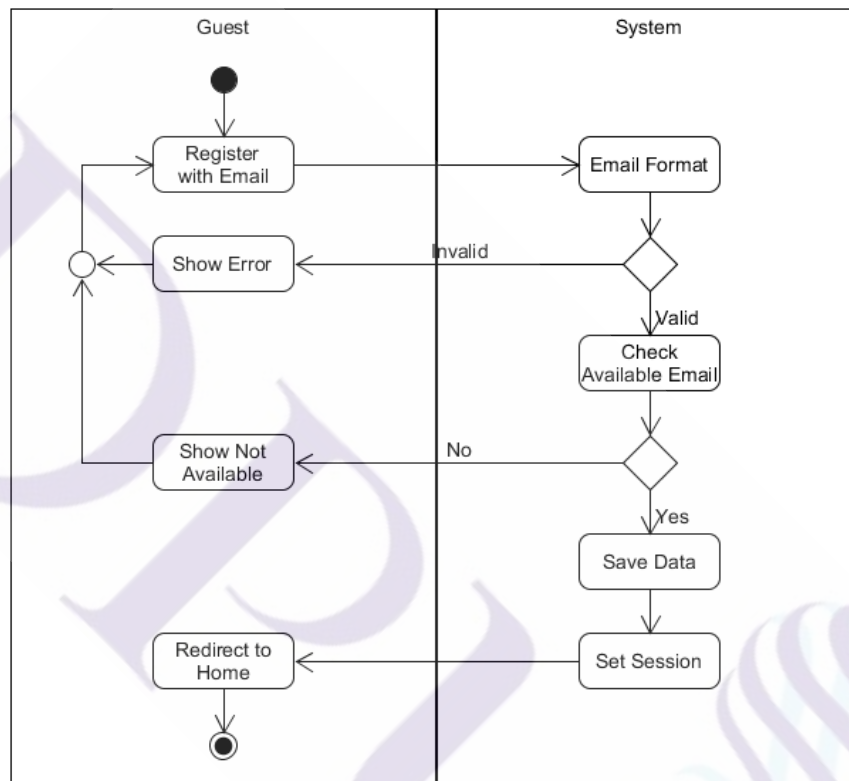 Guest
System
Register
with Email
Email Format
Show Error
Invalid
Valid
Check
Available Email
Show Not
Available
No
Yes
Save Data
Redirect to
Home
Set Session